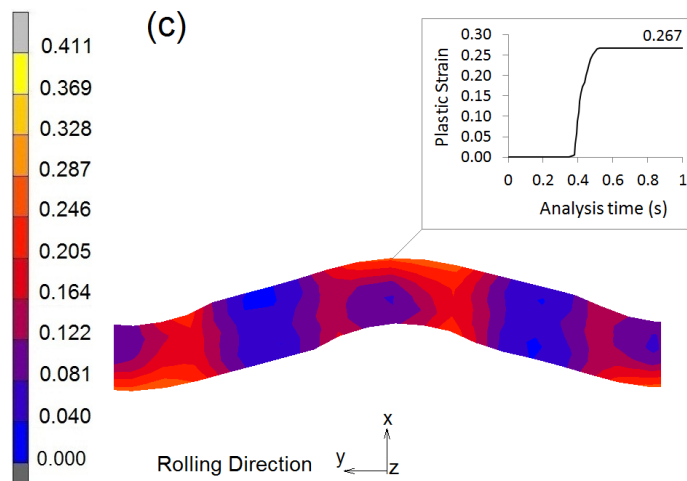 (c)
0.411
0.369
0.328
0.287
0.246
0.205
0.164
0.122
0.081
0.040
0.000
0.267
0.30
0.25
0.20
0.15
0.10
0.05
0.00
Plastic Strain
0 0.2 0.4 0.6 0.8 1
Analysis time (s)
x
y
z
Rolling Direction